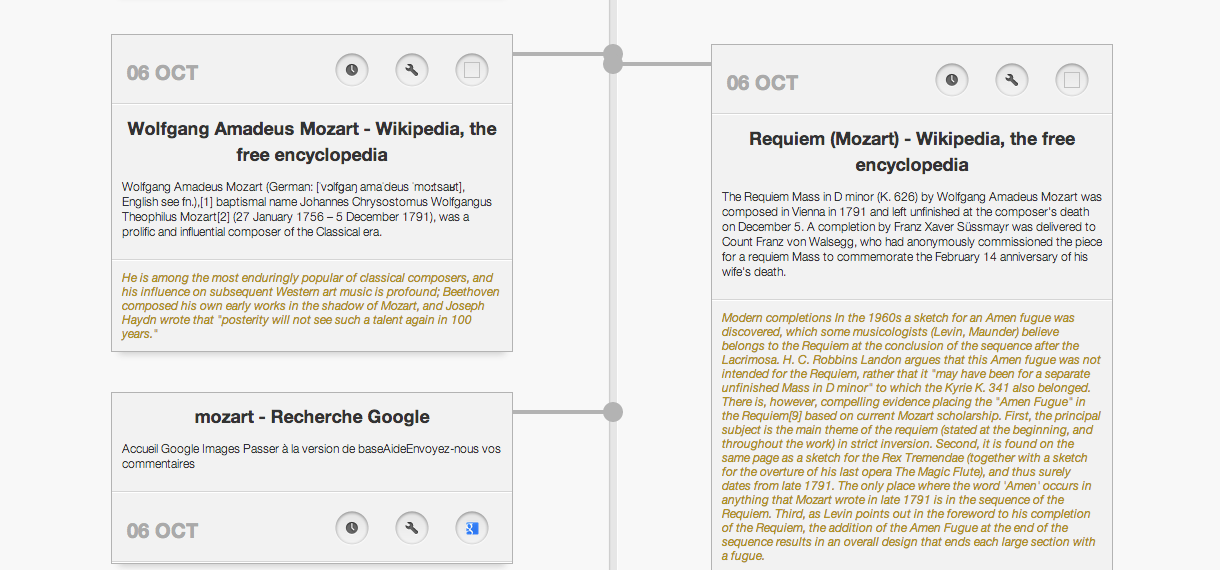 06 OCT
Wolfgang Amadeus Mozart - Wikipedia, the
free encyclopedia
Wolfgang Amadeus Mozart (German: [ˈvɔlfɡaŋ amaˈdeus ˈmoːtsaʁt],
English see fn.),[1] baptismal name Johannes Chrysostomus Wolfgangus
Theophilus Mozart[2] (27 January 1756 – 5 December 1791), was a
prolific and influential composer of the Classical era.
He is among the most enduringly popular of classical composers, and
his influence on subsequent Western art music is profound; Beethoven
composed his own early works in the shadow of Mozart, and Joseph
Haydn wrote that "posterity will not see such a talent again in 100
years."
mozart - Recherche Google
Accueil Google Images Passer à la version de baseAideEnvoyez-nous vos
commentaires
06 OCT
06 OCT
Requiem (Mozart) - Wikipedia, the free
encyclopedia
The Requiem Mass in D minor (K. 626) by Wolfgang Amadeus Mozart was
composed in Vienna in 1791 and left unfinished at the composer's death
on December 5. A completion by Franz Xaver Süssmayr was delivered to
Count Franz von Walsegg, who had anonymously commissioned the piece
for a requiem Mass to commemorate the February 14 anniversary of his
wife's death.
Modern completions In the 1960s a sketch for an Amen fugue was
discovered, which some musicologists (Levin, Maunder) believe
belongs to the Requiem at the conclusion of the sequence after the
Lacrimosa. H. C. Robbins Landon argues that this Amen fugue was not
intended for the Requiem, rather that it "may have been for a separate
unfinished Mass in D minor" to which the Kyrie K. 341 also belonged.
There is, however, compelling evidence placing the "Amen Fugue" in
the Requiem[9] based on current Mozart scholarship. First, the principal
subject is the main theme of the requiem (stated at the beginning, and
throughout the work) in strict inversion. Second, it is found on the
same page as a sketch for the Rex Tremendae (together with a sketch
for the overture of his last opera The Magic Flute), and thus surely
dates from late 1791. The only place where the word 'Amen' occurs in
anything that Mozart wrote in late 1791 is in the sequence of the
Requiem. Third, as Levin points out in the foreword to his completion
of the Requiem, the addition of the Amen Fugue at the end of the
sequence results in an overall design that ends each large section with
a fugue.